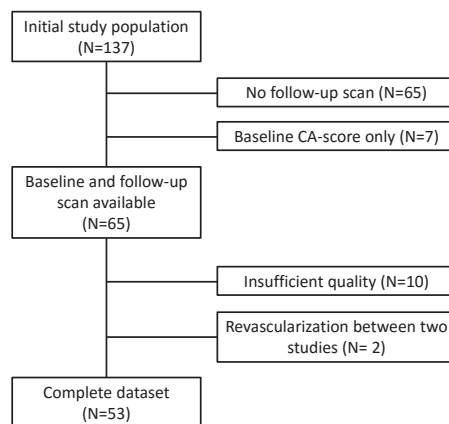 Initial study population
(N=137)
No follow-up scan (N=65)
Baseline CA-score only (N=7)
Baseline and follow-up
scan available
(N=65)
Insufficient quality (N=10)
Revascularization between two
studies (N= 2)
Complete dataset
(N=53)